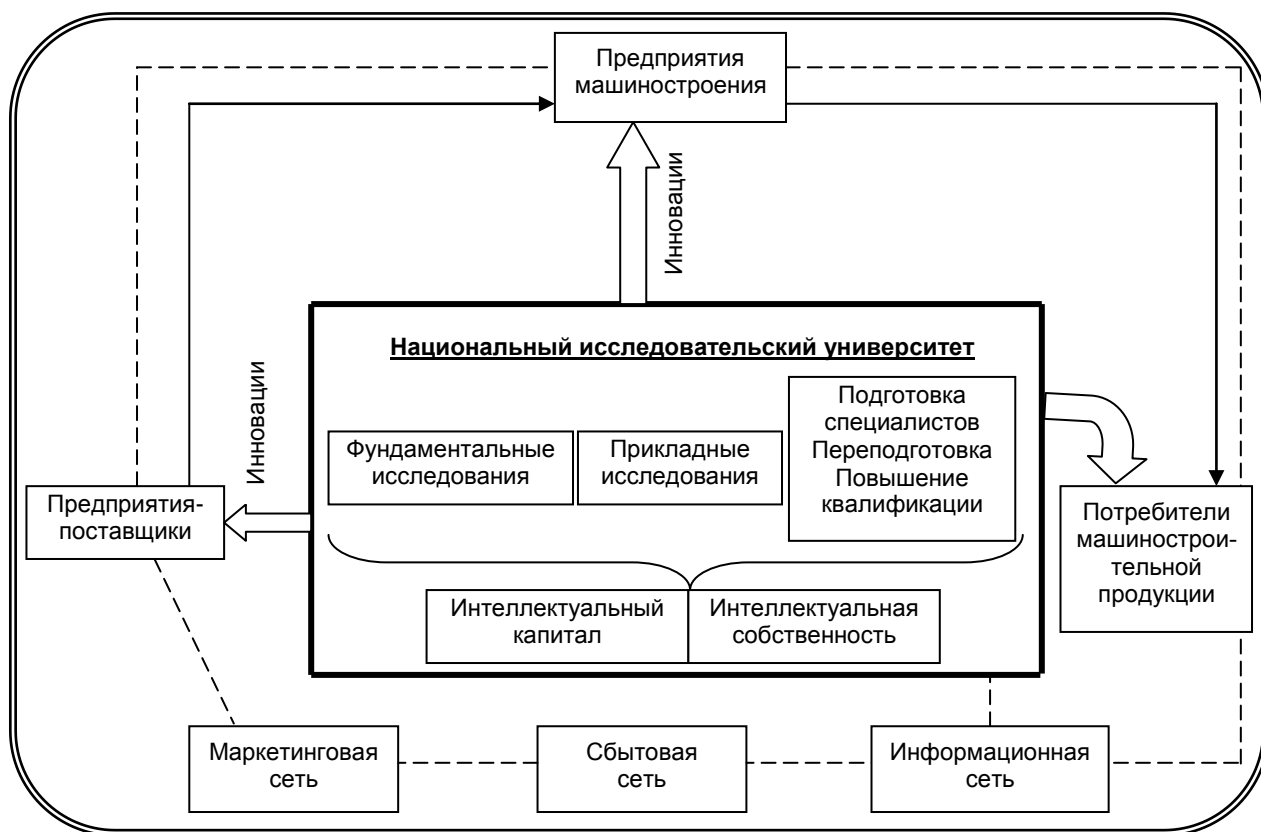 Предприятия
машиностроения
Инновации
Национальный исследовательский университет
Инновации
Фундаментальные
исследования
Прикладные
исследования
Подготовка
специалистов
Переподготовка
Повышение
квалификации
Предприятия-
поставщики
Потребители
машинострои-
тельной
продукции
Интеллектуальный
капитал
Интеллектуальная
собственность
Маркетинговая
сеть
Сбытовая
сеть
Информационная
сеть